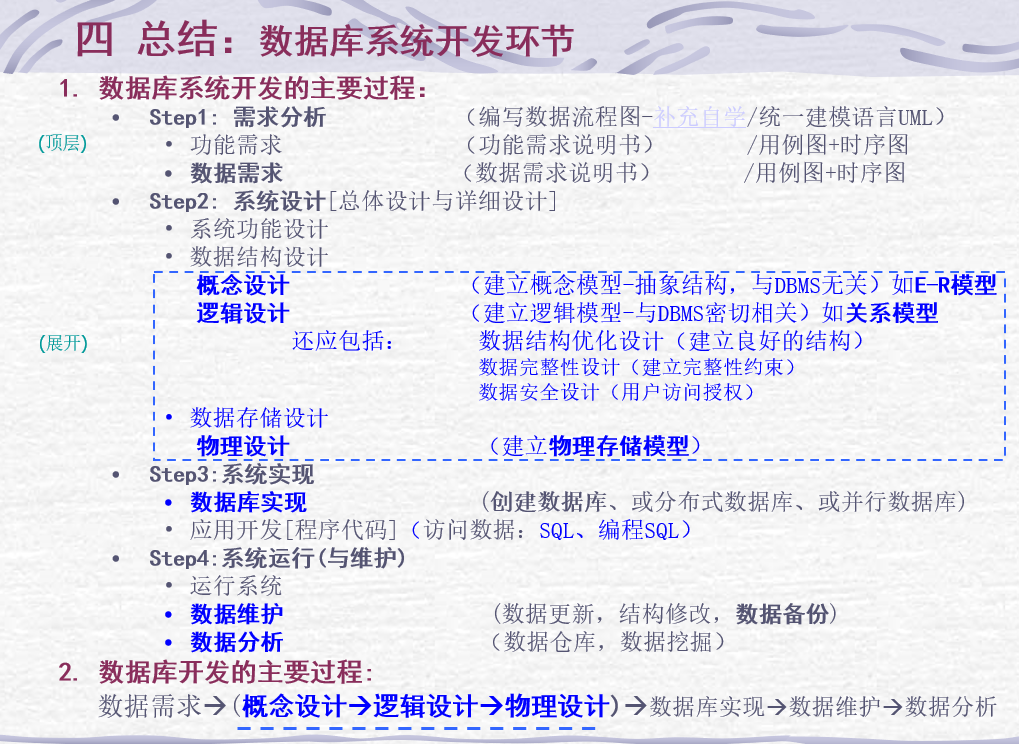 四 总结：数据库系统开发环节
1. 数据库系统开发的主要过程：
• Step1: 需求分析 （编写数据流程图-补充自学/统一建模语言UML）
(顶层) • 功能需求 （功能需求说明书） /用例图+时序图
• 数据需求 （数据需求说明书） /用例图+时序图
• Step2: 系统设计[总体设计与详细设计]
• 系统功能设计
• 数据结构设计
概念设计 （建立概念模型-抽象结构，与DBMS无关）如E-R模型
逻辑设计 （建立逻辑模型-与DBMS密切相关）如关系模型
(展开) 还应包括： 数据结构优化设计（建立良好的结构）
数据完整性设计（建立完整性约束）
数据安全设计（用户访问授权）
• 数据存储设计
物理设计 （建立物理存储模型）
• Step3:系统实现
• 数据库实现 (创建数据库、或分布式数据库、或并行数据库)
• 应用开发[程序代码]（访问数据：SQL、编程SQL）
• Step4:系统运行(与维护)
• 运行系统
• 数据维护 (数据更新，结构修改，数据备份)
• 数据分析 （数据仓库，数据挖掘）
2. 数据库开发的主要过程:
数据需求→(概念设计→逻辑设计→物理设计)→数据库实现→数据维护→数据分析